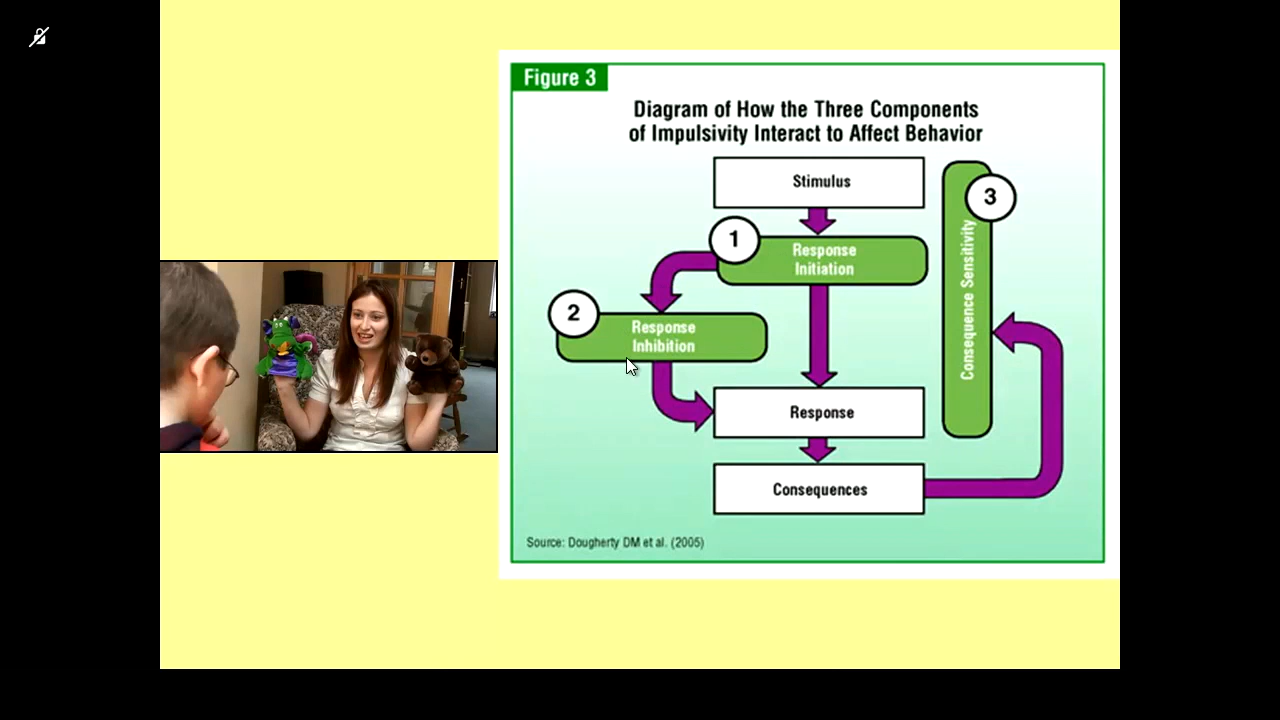 Figure 3
Diagram of How the Three Components
of Impulsivity Interact to Affect Behavior
Stimulus
3
1
Response
Initiation
Consequence Sensitivity
2
Response
Inhibition
Response
Consequences
Source: Dougherty DM et al. (2005)